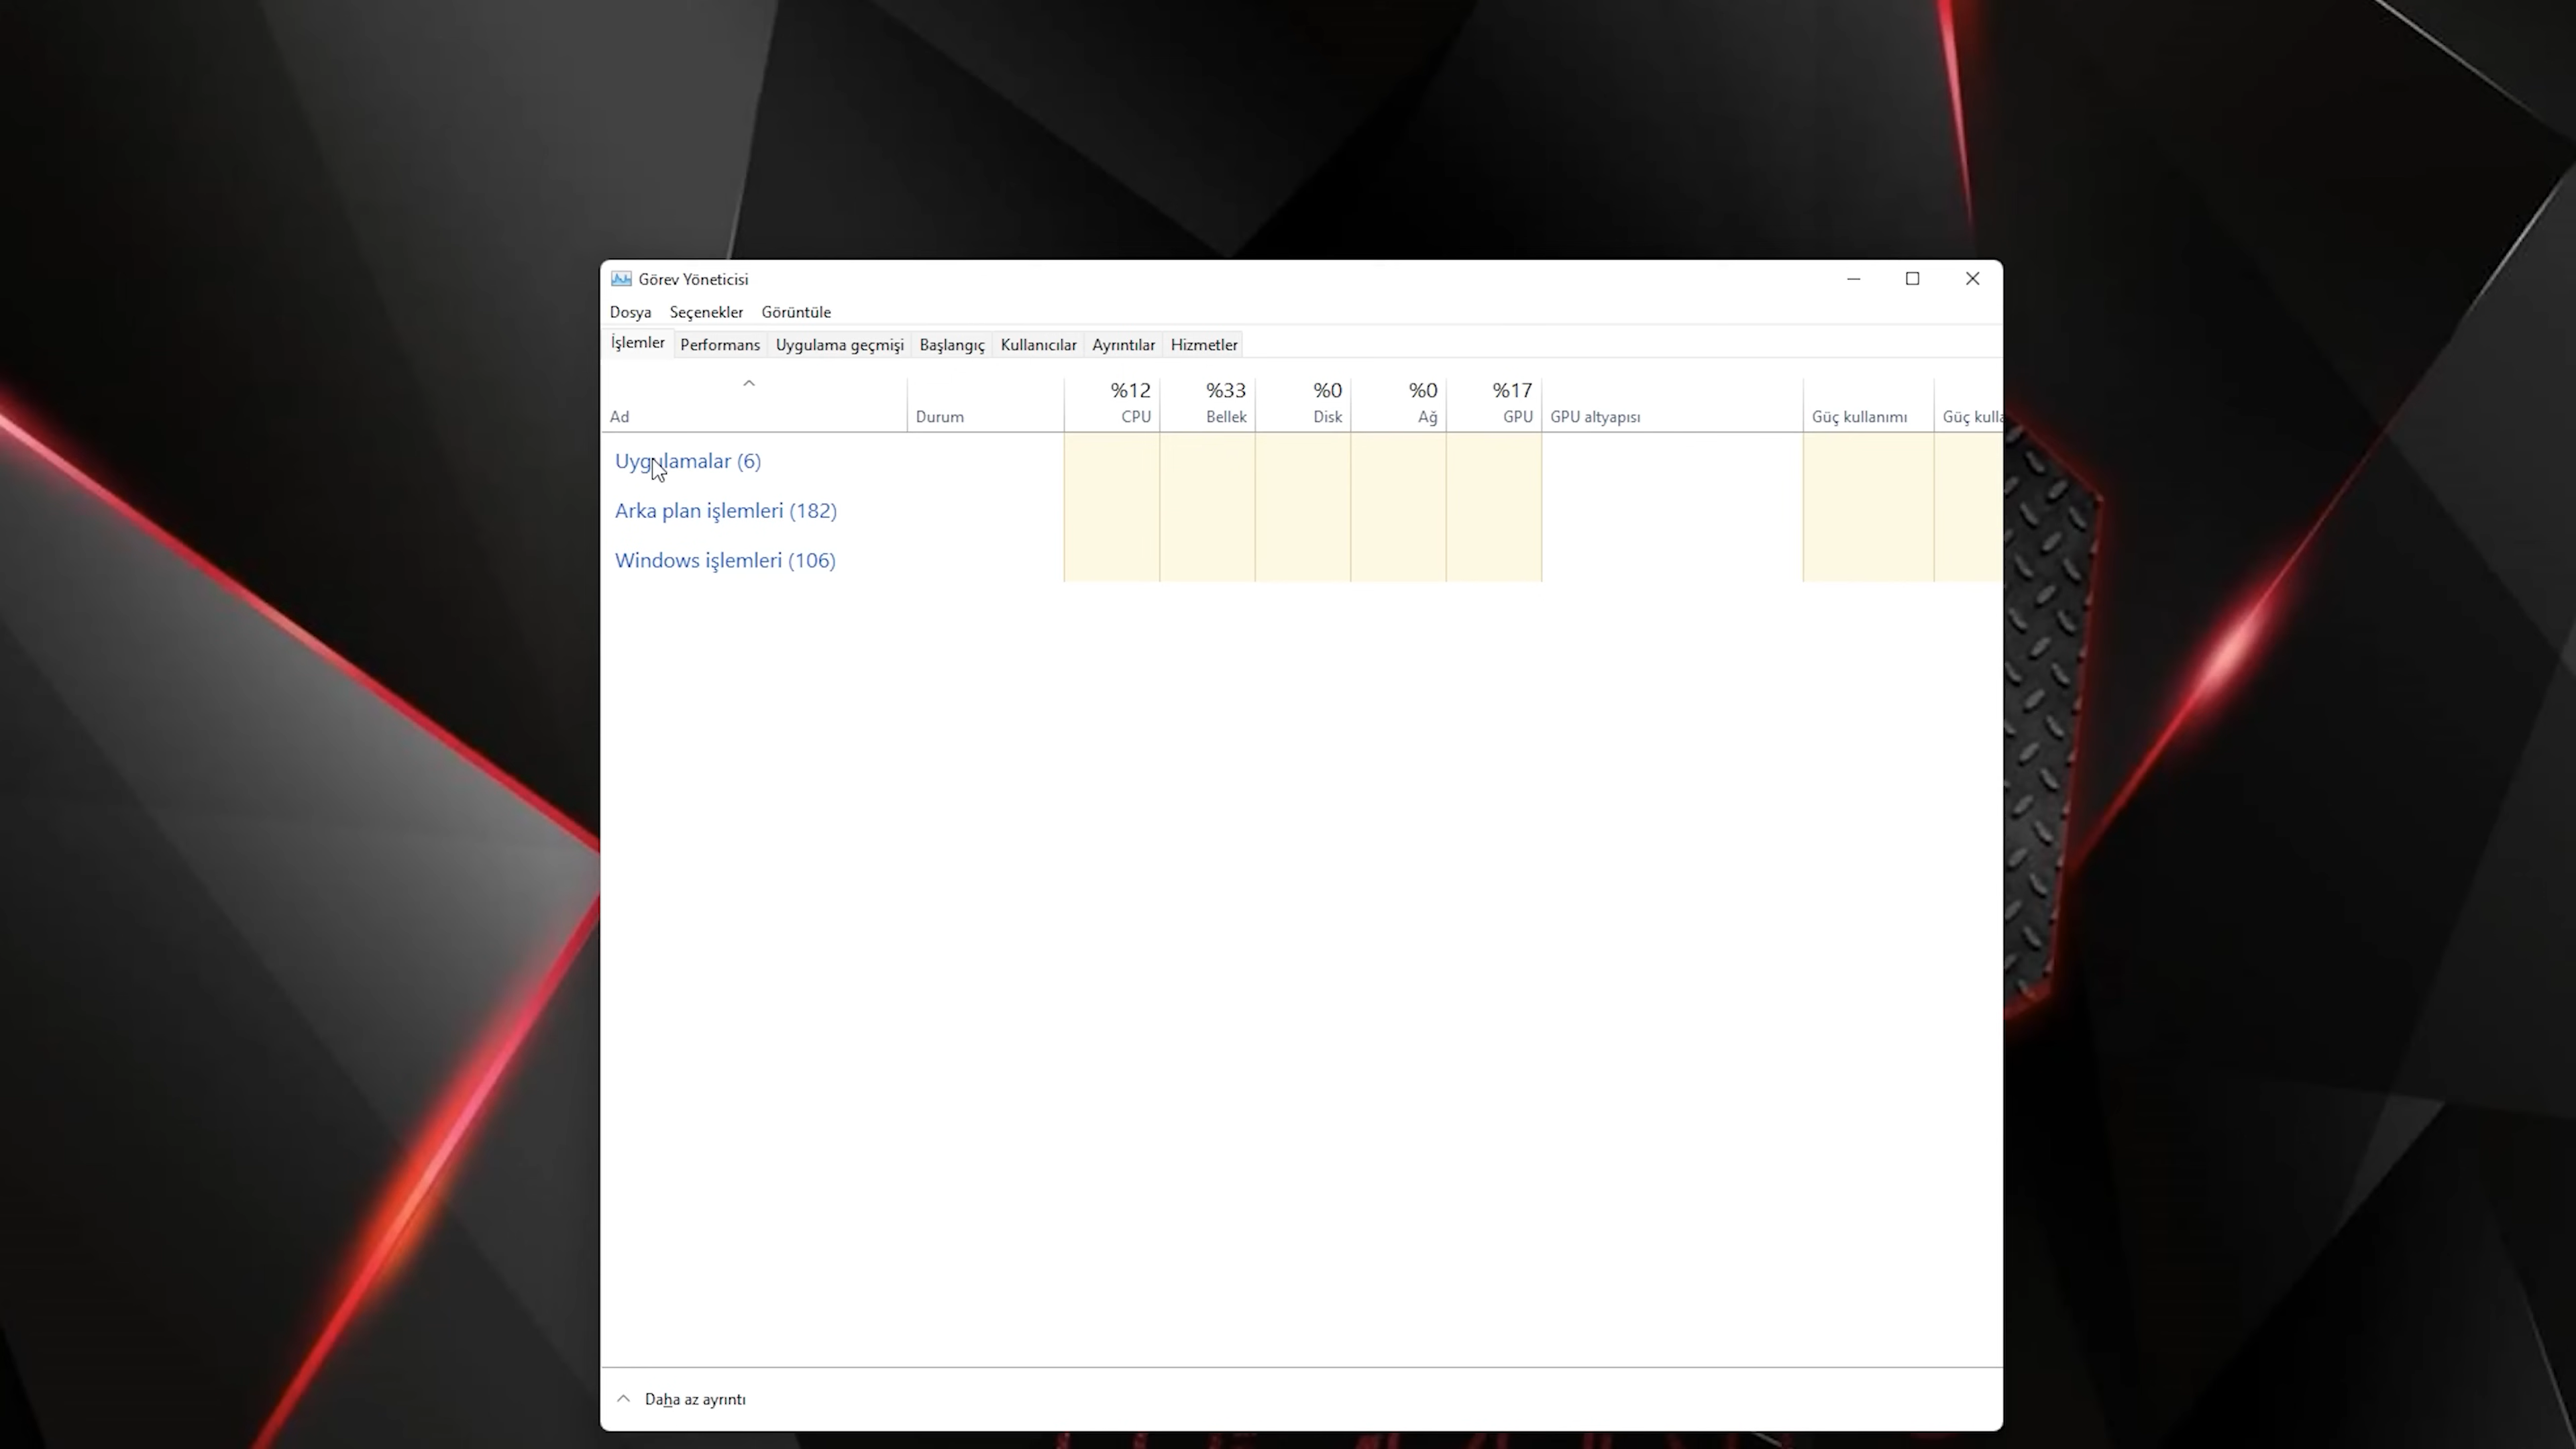 Görev Yöneticisi
Dosya Seçenekler Görüntüle
İşlemler Performans Uygulama geçmişi Başlangıç Kullanıcılar Ayrıntılar Hizmetler
%12 %33 %0 %0 %17
Ad Durum CPU Bellek Disk Ağ GPU GPU altyapısı Güç kullanımı Güç kulla
Uygulamalar (6)
Arka plan işlemleri (182)
Windows işlemleri (106)
Daha az ayrıntı